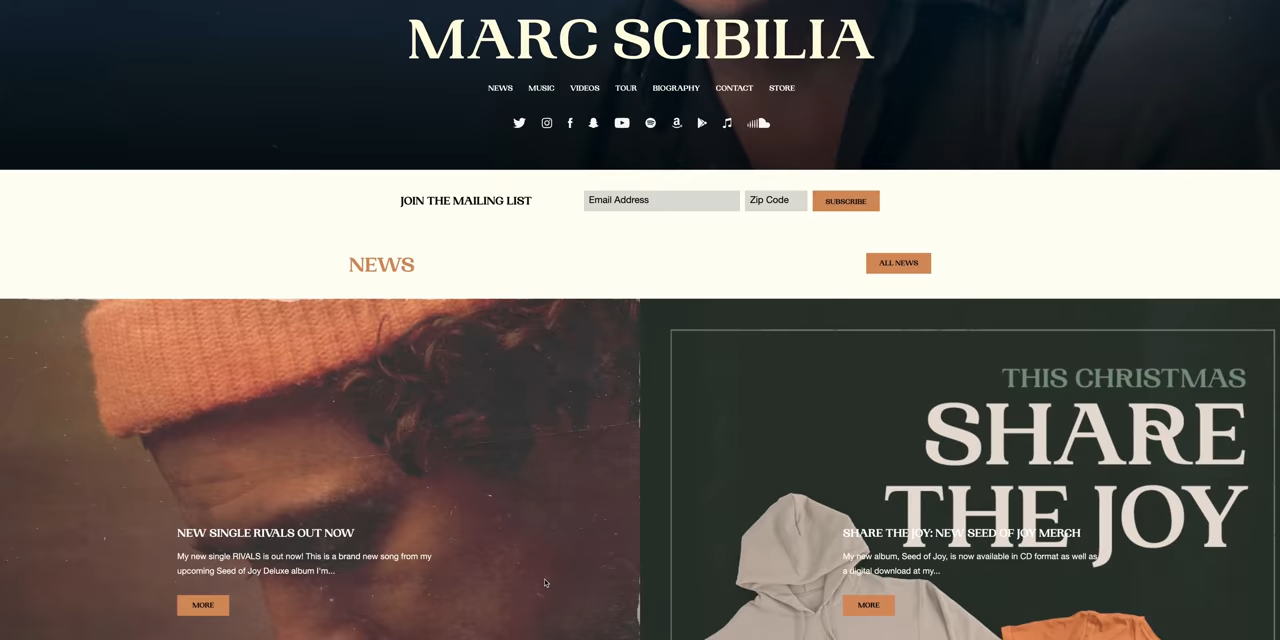 MARC SCIBILIA
NEWS MUSIC VIDEOS TOUR BIOGRAPHY CONTACT STORE
JOIN THE MAILING LIST
Email Address
Zip Code
SUBSCRIBE
NEWS
ALL NEWS
NEW SINGLE RIVALS OUT NOW
My new single RIVALS is out now! This is a brand new song from my
upcoming Seed of Joy Deluxe album I'm...
MORE
THIS CHRISTMAS
SHARE
THE JOY
SHARE THE JOY: NEW SEED OF JOY MERCH
My new album, Seed of Joy, is now available in CD format as well as
a digital download at my...
MORE